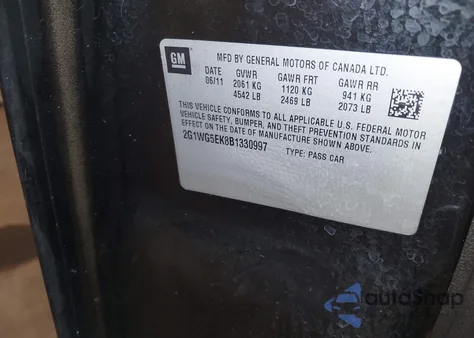 GM
MFD BY GENERAL MOTORS OF CANADA LTD.
DATE GVWR GAWR FRT GAWR RR
06/11 2061 KG 1120 KG 941 KG
4542 LB 2469 LB 2073 LB
THIS VEHICLE CONFORMS TO ALL APPLICABLE U.S. FEDERAL MOTOR
VEHICLE SAFETY, BUMPER, AND THEFT PREVENTION STANDARDS IN
EFFECT ON THE DATE OF MANUFACTURE SHOWN ABOVE.
2G1WG5EK8B1330997 TYPE: PASS CAR
autoSnap